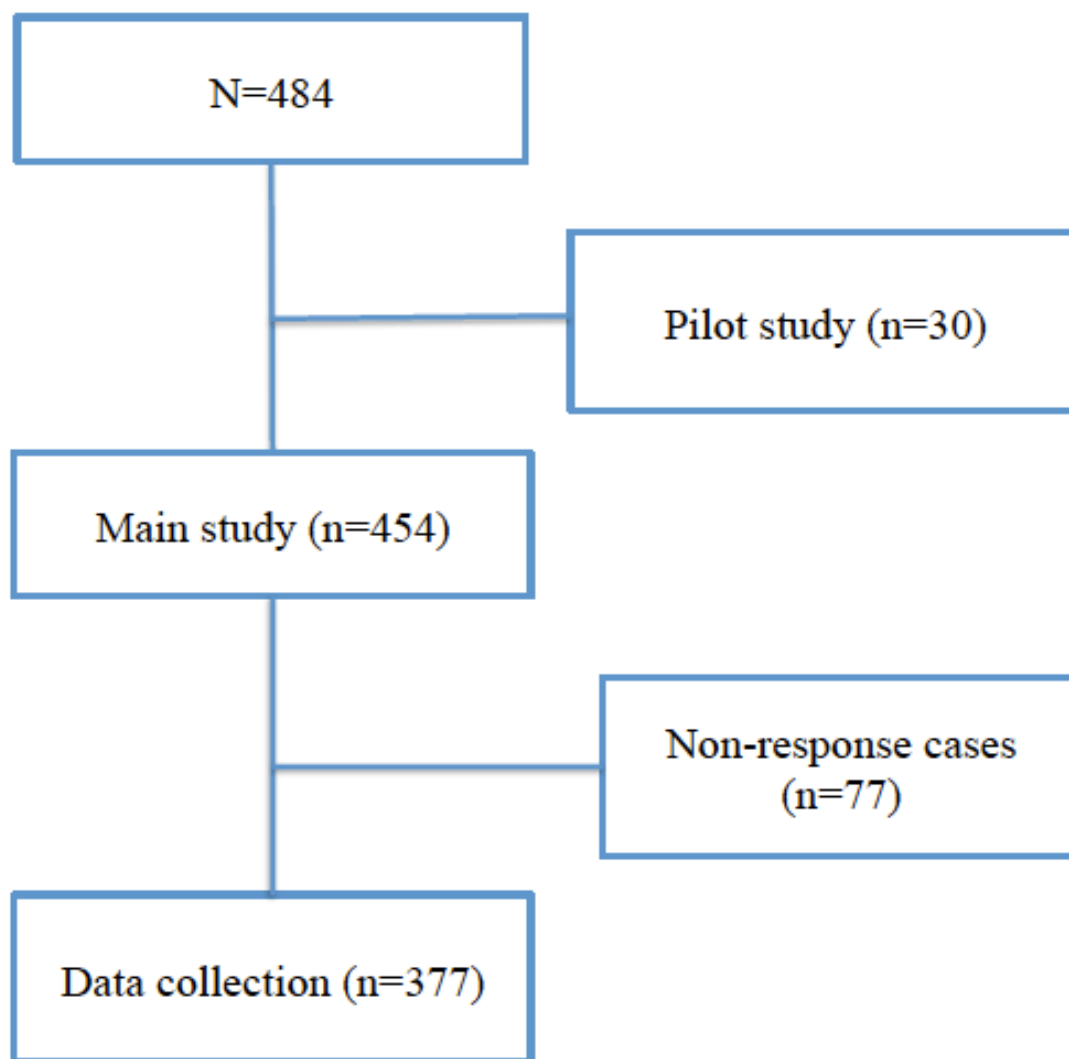 N=484
Pilot study (n=30)
Main study (n=454)
Non-response cases
(n=77)
Data collection (n=377)